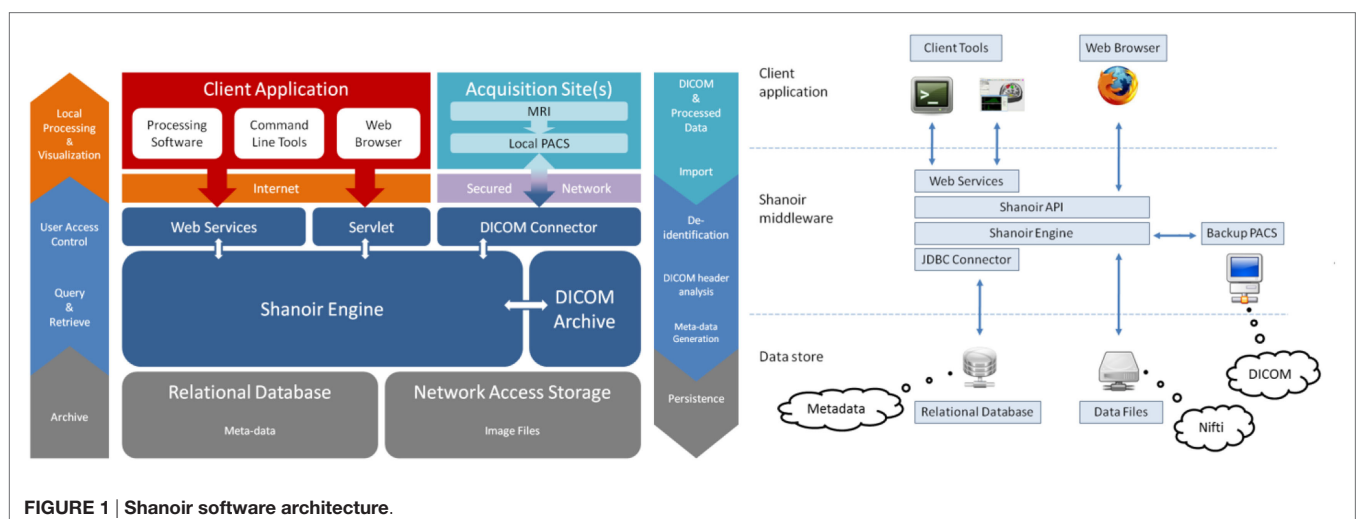 Local
Processing
&
Visualization
User Access
Control
Query
&
Retrieve
Archive
Client Application
Processing
Software
Command
Line Tools
Web
Browser
Acquisition Site(s)
MRI
Local PACS
Internet
Secured Network
Web Services
Servlet
DICOM Connector
Shanoir Engine
DICOM
Archive
Relational Database
Meta-data
Network Access Storage
Image Files
DICOM
&
Processed
Data
Import
De-
identification
DICOM header
analysis
Meta-data
Generation
Persistence
Client
application
Client Tools
Web Browser
>_
Shanoir
middleware
Web Services
Shanoir API
Shanoir Engine
JDBC Connector
Backup PACS
Data store
Metadata
Relational Database
Data Files
Nifti
DICOM
FIGURE 1 | Shanoir software architecture.